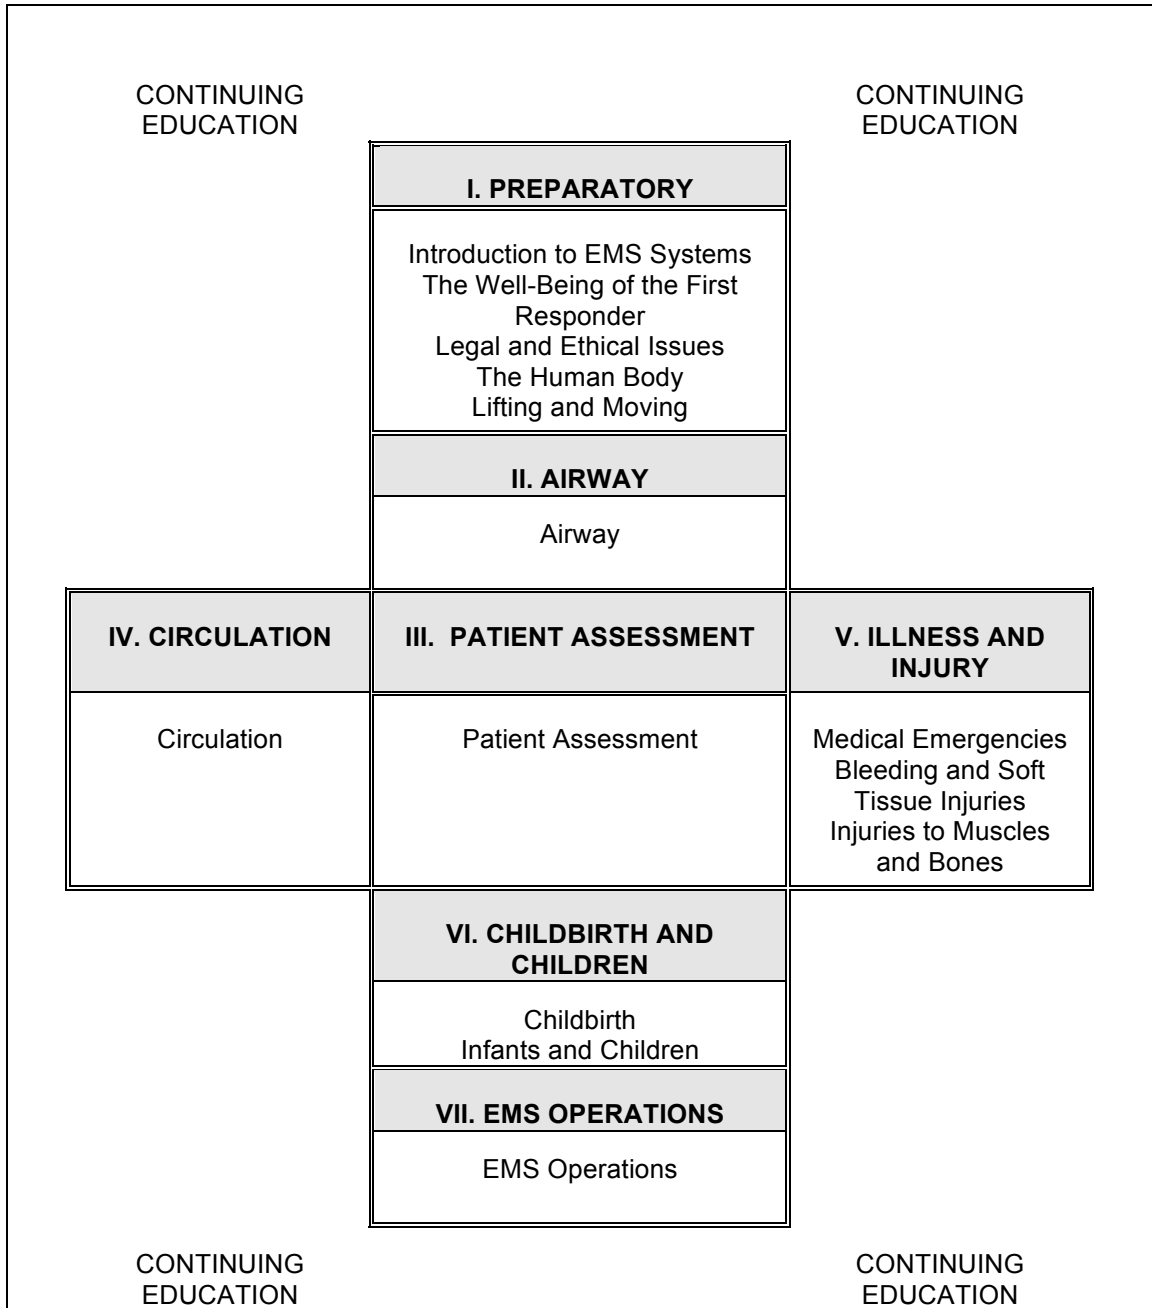 CONTINUING
EDUCATION
CONTINUING
EDUCATION
I. PREPARATORY
Introduction to EMS Systems
The Well-Being of the First
Responder
Legal and Ethical Issues
The Human Body
Lifting and Moving
II. AIRWAY
Airway
IV. CIRCULATION
Circulation
III. PATIENT ASSESSMENT
Patient Assessment
V. ILLNESS AND
INJURY
Medical Emergencies
Bleeding and Soft
Tissue Injuries
Injuries to Muscles
and Bones
VI. CHILDBIRTH AND
CHILDREN
Childbirth
Infants and Children
VII. EMS OPERATIONS
EMS Operations
CONTINUING
EDUCATION
CONTINUING
EDUCATION